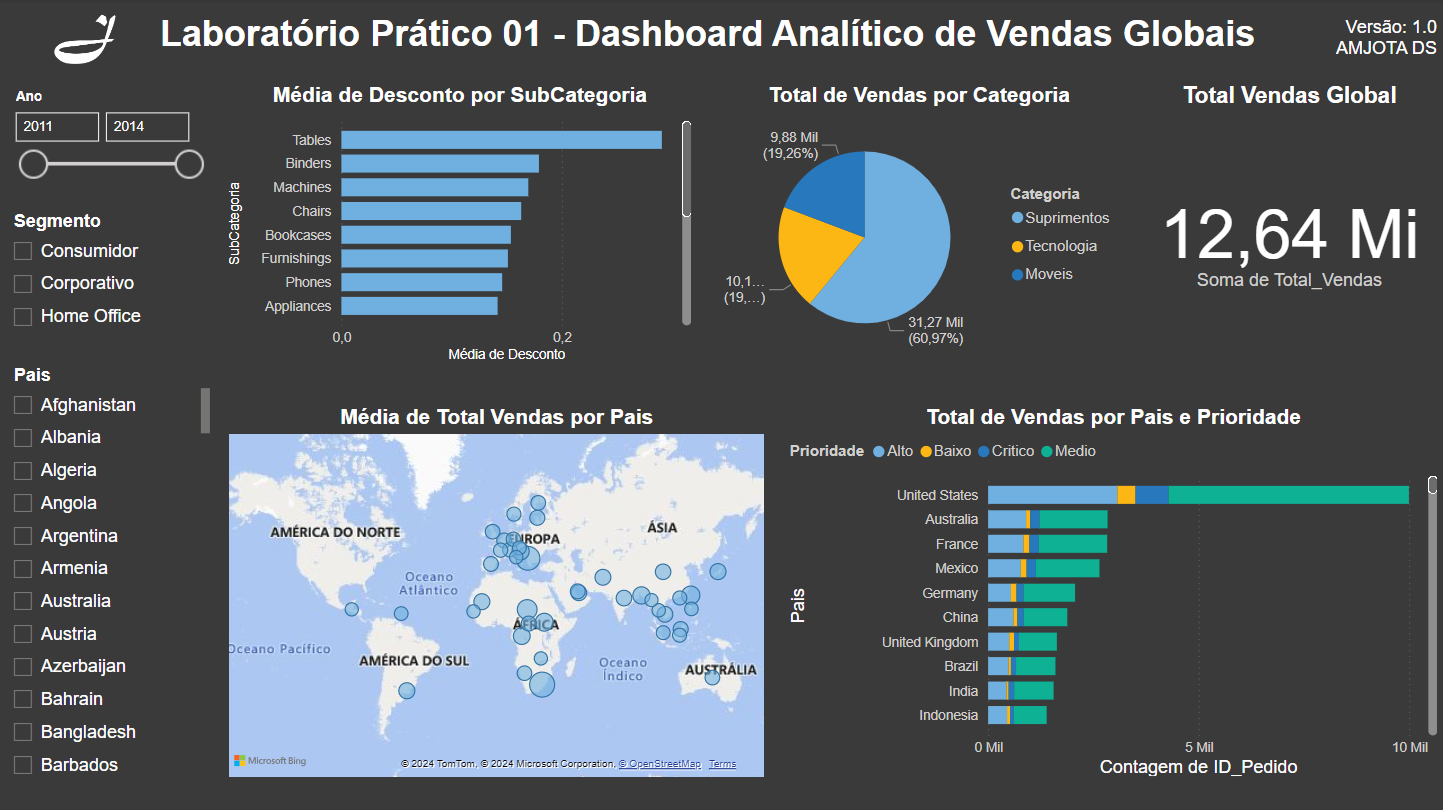 Laboratório Prático 01 - Dashboard Analítico de Vendas Globais
Versão: 1.0
AMJOTA DS
Ano
2011
2014
Segmento
Consumidor
Corporativo
Home Office
Pais
Afghanistan
Albania
Algeria
Angola
Argentina
Armenia
Australia
Austria
Azerbaijan
Bahrain
Bangladesh
Barbados
Média de Desconto por SubCategoria
SubCategoria
Tables
Binders
Machines
Chairs
Bookcases
Furnishings
Phones
Appliances
0,0
0,2
Média de Desconto
Total de Vendas por Categoria
9,88 Mil
(19,26%)
10,1…
(19,…)
31,27 Mil
(60,97%)
Categoria
Suprimentos
Tecnologia
Moveis
Total Vendas Global
12,64 Mi
Soma de Total_Vendas
Média de Total Vendas por Pais
AMÉRICA DO NORTE
EUROPA
ÁSIA
Oceano
Atlântico
ÁFRICA
Oceano Pacífico
AMÉRICA DO SUL
Oceano
Índico
AUSTRÁLIA
Microsoft Bing
© 2024 TomTom, © 2024 Microsoft Corporation, © OpenStreetMap Terms
Total de Vendas por Pais e Prioridade
Prioridade Alto Baixo Crítico Medio
Pais
United States
Australia
France
Mexico
Germany
China
United Kingdom
Brazil
India
Indonesia
0 Mil
5 Mil
10 Mil
Contagem de ID_Pedido